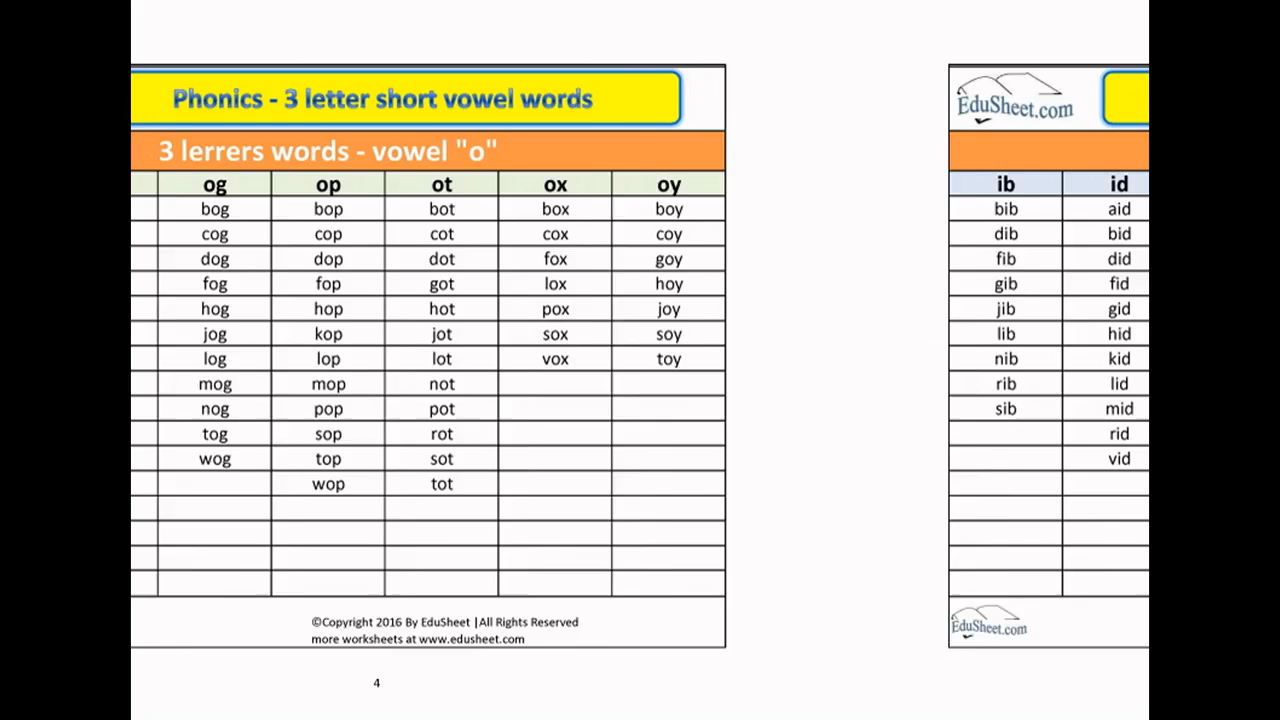 Phonics - 3 letter short vowel words
3 lerrers words - vowel "o"
og op ot ox oy
bog bop bot box boy
cog cop cot cox coy
dog dop dot fox goy
fog fop got lox hoy
hog hop hot pox joy
jog kop jot sox soy
log lop lot vox toy
mog mop not
nog pop pot
tog sop rot
wog top sot
wop tot
©Copyright 2016 By EduSheet |All Rights Reserved
more worksheets at www.edusheet.com
4
EduSheet.com
ib id
bib aid
dib bid
fib did
gib fid
jib gid
lib hid
nib kid
rib lid
sib mid
rid
vid
EduSheet.com